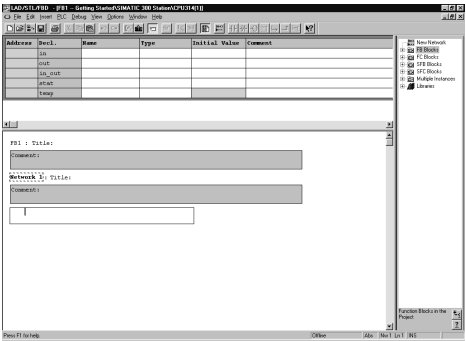 LAD/STL/FBD - [FB1 -- Getting Started\SIMATIC 300 Station\CPU314(1)]
File Edit Insert PLC Debug View Options Window Help
Address Decl. Name Type Initial Value Comment
in
out
in_out
stat
temp
New Network
FB Blocks
FC Blocks
SFB Blocks
SFC Blocks
Multiple Instances
Libraries
FB1 : Title:
Comment:
Network 1: Title:
Comment:
Function Blocks in the
Project
Press F1 for help.
Offline Abs Nw 1 Ln 1 INS